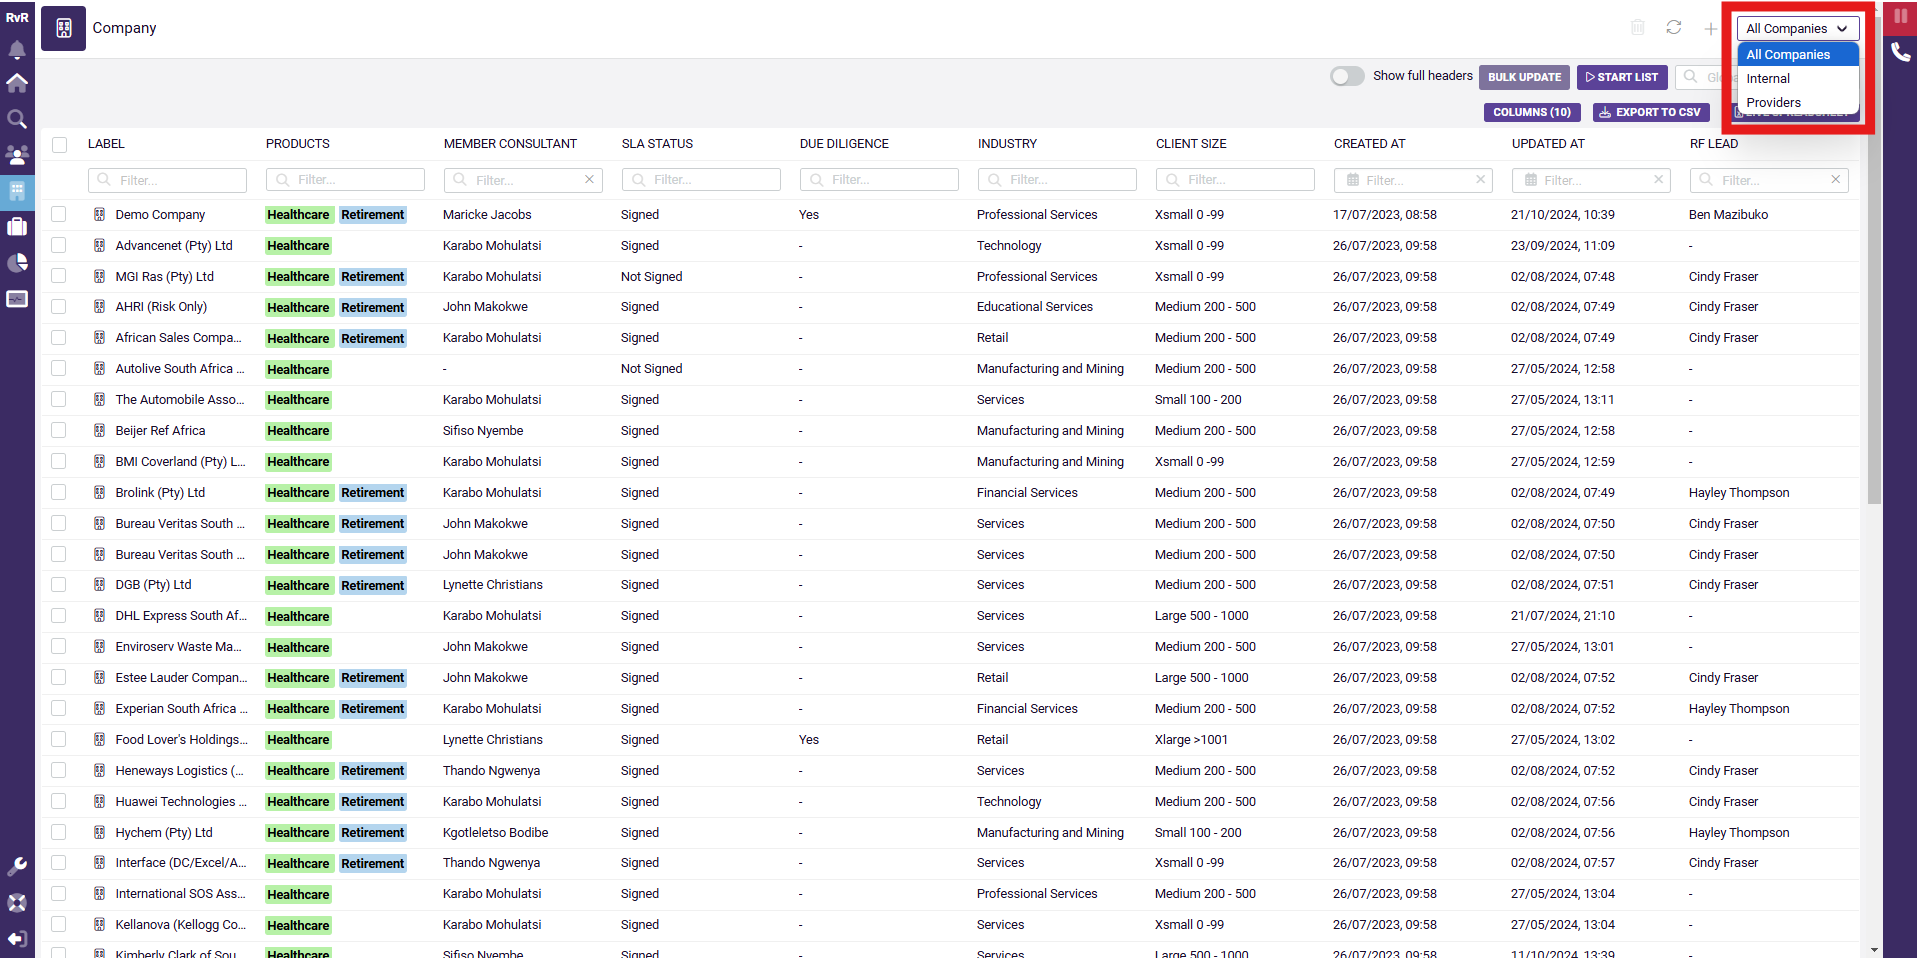 RvR
Company
All Companies
All Companies
Internal
Providers
Show full headers
BULK UPDATE
START LIST
COLUMNS (10)
EXPORT TO CSV
LABEL PRODUCTS MEMBER CONSULTANT SLA STATUS DUE DILIGENCE INDUSTRY CLIENT SIZE CREATED AT UPDATED AT RF LEAD
Filter... Filter... Filter... Filter... Filter... Filter... Filter... Filter... Filter... Filter...
Demo Company Healthcare Retirement Maricke Jacobs Signed Yes Professional Services Xsmall 0 -99 17/07/2023, 08:58 21/10/2024, 10:39 Ben Mazibuko
Advancenet (Pty) Ltd Healthcare Karabo Mohulatsi Signed - Technology Xsmall 0 -99 26/07/2023, 09:58 23/09/2024, 11:09 -
MGI Ras (Pty) Ltd Healthcare Retirement Karabo Mohulatsi Not Signed - Professional Services Xsmall 0 -99 26/07/2023, 09:58 02/08/2024, 07:48 Cindy Fraser
AHRI (Risk Only) Healthcare Retirement John Makokwe Signed - Educational Services Medium 200 - 500 26/07/2023, 09:58 02/08/2024, 07:49 Cindy Fraser
African Sales Compa... Healthcare Retirement Karabo Mohulatsi Signed - Retail Medium 200 - 500 26/07/2023, 09:58 02/08/2024, 07:49 Cindy Fraser
Autolive South Africa ... Healthcare - Not Signed - Manufacturing and Mining Medium 200 - 500 26/07/2023, 09:58 27/05/2024, 12:58 -
The Automobile Asso... Healthcare Karabo Mohulatsi Signed - Services Small 100 - 200 26/07/2023, 09:58 27/05/2024, 13:11 -
Beijer Ref Africa Healthcare Sifiso Nyembe Signed - Manufacturing and Mining Medium 200 - 500 26/07/2023, 09:58 27/05/2024, 12:58 -
BMI Coverland (Pty) L... Healthcare Karabo Mohulatsi Signed - Manufacturing and Mining Xsmall 0 -99 26/07/2023, 09:58 27/05/2024, 12:59 -
Brolink (Pty) Ltd Healthcare Retirement Karabo Mohulatsi Signed - Financial Services Medium 200 - 500 26/07/2023, 09:58 02/08/2024, 07:49 Hayley Thompson
Bureau Veritas South ... Healthcare Retirement John Makokwe Signed - Services Medium 200 - 500 26/07/2023, 09:58 02/08/2024, 07:50 Cindy Fraser
Bureau Veritas South ... Healthcare Retirement John Makokwe Signed - Services Medium 200 - 500 26/07/2023, 09:58 02/08/2024, 07:50 Cindy Fraser
DGB (Pty) Ltd Healthcare Retirement Lynette Christians Signed - Services Medium 200 - 500 26/07/2023, 09:58 02/08/2024, 07:51 Cindy Fraser
DHL Express South Af... Healthcare Karabo Mohulatsi Signed - Services Large 500 - 1000 26/07/2023, 09:58 21/07/2024, 21:10 -
Enviroserv Waste Ma... Healthcare John Makokwe Signed - Services Medium 200 - 500 26/07/2023, 09:58 27/05/2024, 13:01 -
Estee Lauder Compan... Healthcare Retirement John Makokwe Signed - Retail Large 500 - 1000 26/07/2023, 09:58 02/08/2024, 07:52 Cindy Fraser
Experian South Africa ... Healthcare Retirement Karabo Mohulatsi Signed - Financial Services Medium 200 - 500 26/07/2023, 09:58 02/08/2024, 07:52 Hayley Thompson
Food Lover's Holdings... Healthcare Lynette Christians Signed Yes Retail Xlarge >1001 26/07/2023, 09:58 27/05/2024, 13:02 -
Heneways Logistics (... Healthcare Retirement Thando Ngwenya Signed - Services Medium 200 - 500 26/07/2023, 09:58 02/08/2024, 07:52 Cindy Fraser
Huawei Technologies ... Healthcare Retirement Karabo Mohulatsi Signed - Technology Medium 200 - 500 26/07/2023, 09:58 02/08/2024, 07:56 Cindy Fraser
Hychem (Pty) Ltd Healthcare Retirement Kgotleletso Bodibe Signed - Manufacturing and Mining Small 100 - 200 26/07/2023, 09:58 02/08/2024, 07:56 Hayley Thompson
Interface (DC/Excel/A... Healthcare Retirement Thando Ngwenya Signed - Services Xsmall 0 -99 26/07/2023, 09:58 02/08/2024, 07:57 Cindy Fraser
International SOS Ass... Healthcare Karabo Mohulatsi Signed - Professional Services Medium 200 - 500 26/07/2023, 09:58 27/05/2024, 13:04 -
Kellanova (Kellogg Co... Healthcare Karabo Mohulatsi Signed - Services Xsmall 0 -99 26/07/2023, 09:58 27/05/2024, 13:04 -
Kimberly Clark of Sou... Healthcare Sifiso Nyembe Signed - Services Large 500 - 1000 26/07/2023, 09:58 11/10/2024, 13:39 -